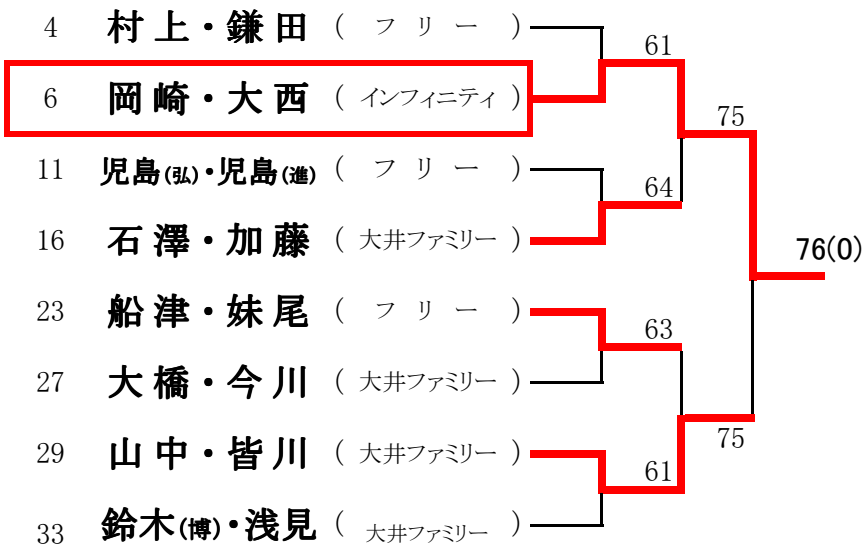 4 村上・鎌田 ( フリー )
61
6 岡崎・大西 ( インフィニティ )
75
11 児島(弘)・児島(進) ( フリー )
64
16 石澤・加藤 ( 大井ファミリー )
76(0)
23 船津・妹尾 ( フリー )
63
27 大橋・今川 ( 大井ファミリー )
29 山中・皆川 ( 大井ファミリー )
75
61
33 鈴木(博)・浅見 ( 大井ファミリー )